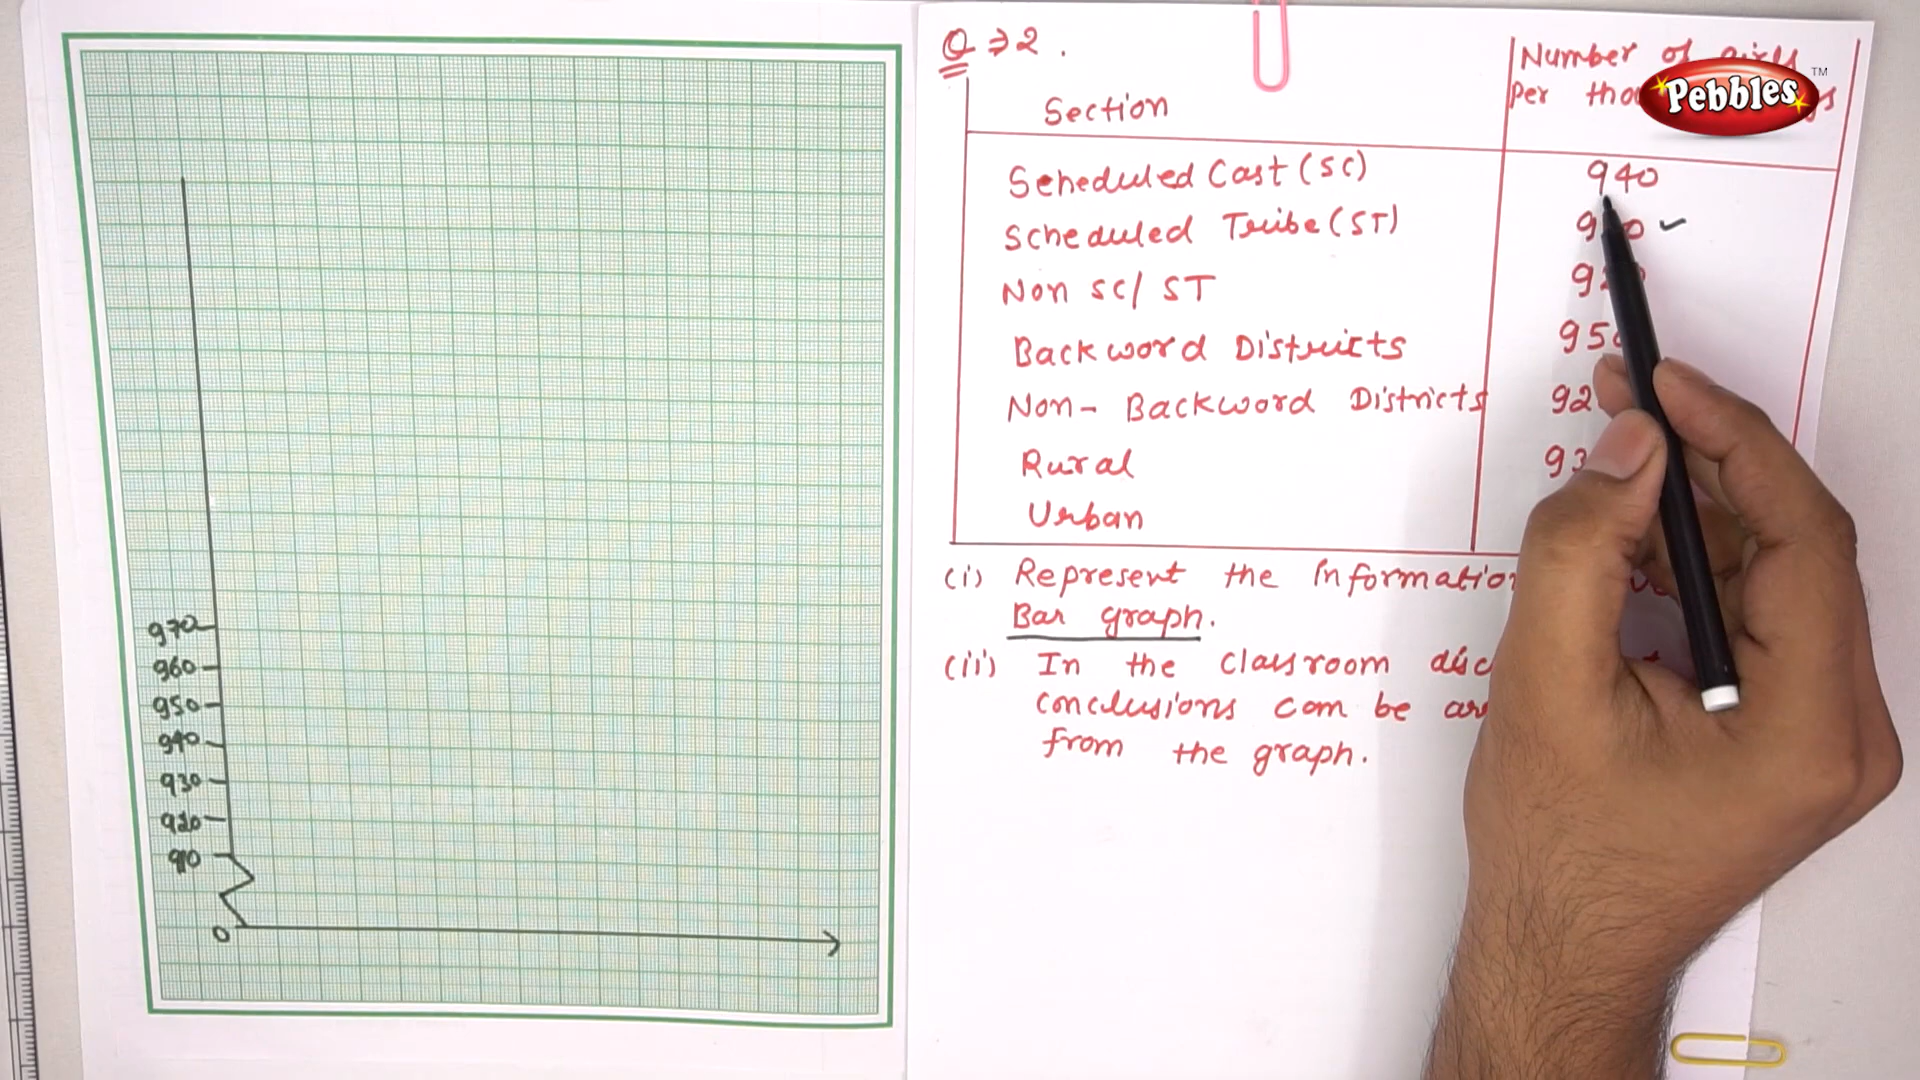 Q ⇒ 2 .
Number of girls
Per
Pebbles TM
Section
Scheduled Cast (SC) 940
Scheduled Tribe (ST)
Non SC/ ST
Backword Districts
Non - Backword Districts
Rural
Urban
(i) Represent the Information
Bar graph.
(ii) In the classroom
conclusions can be
from the graph.
970
960
950
940
930
920
910
0